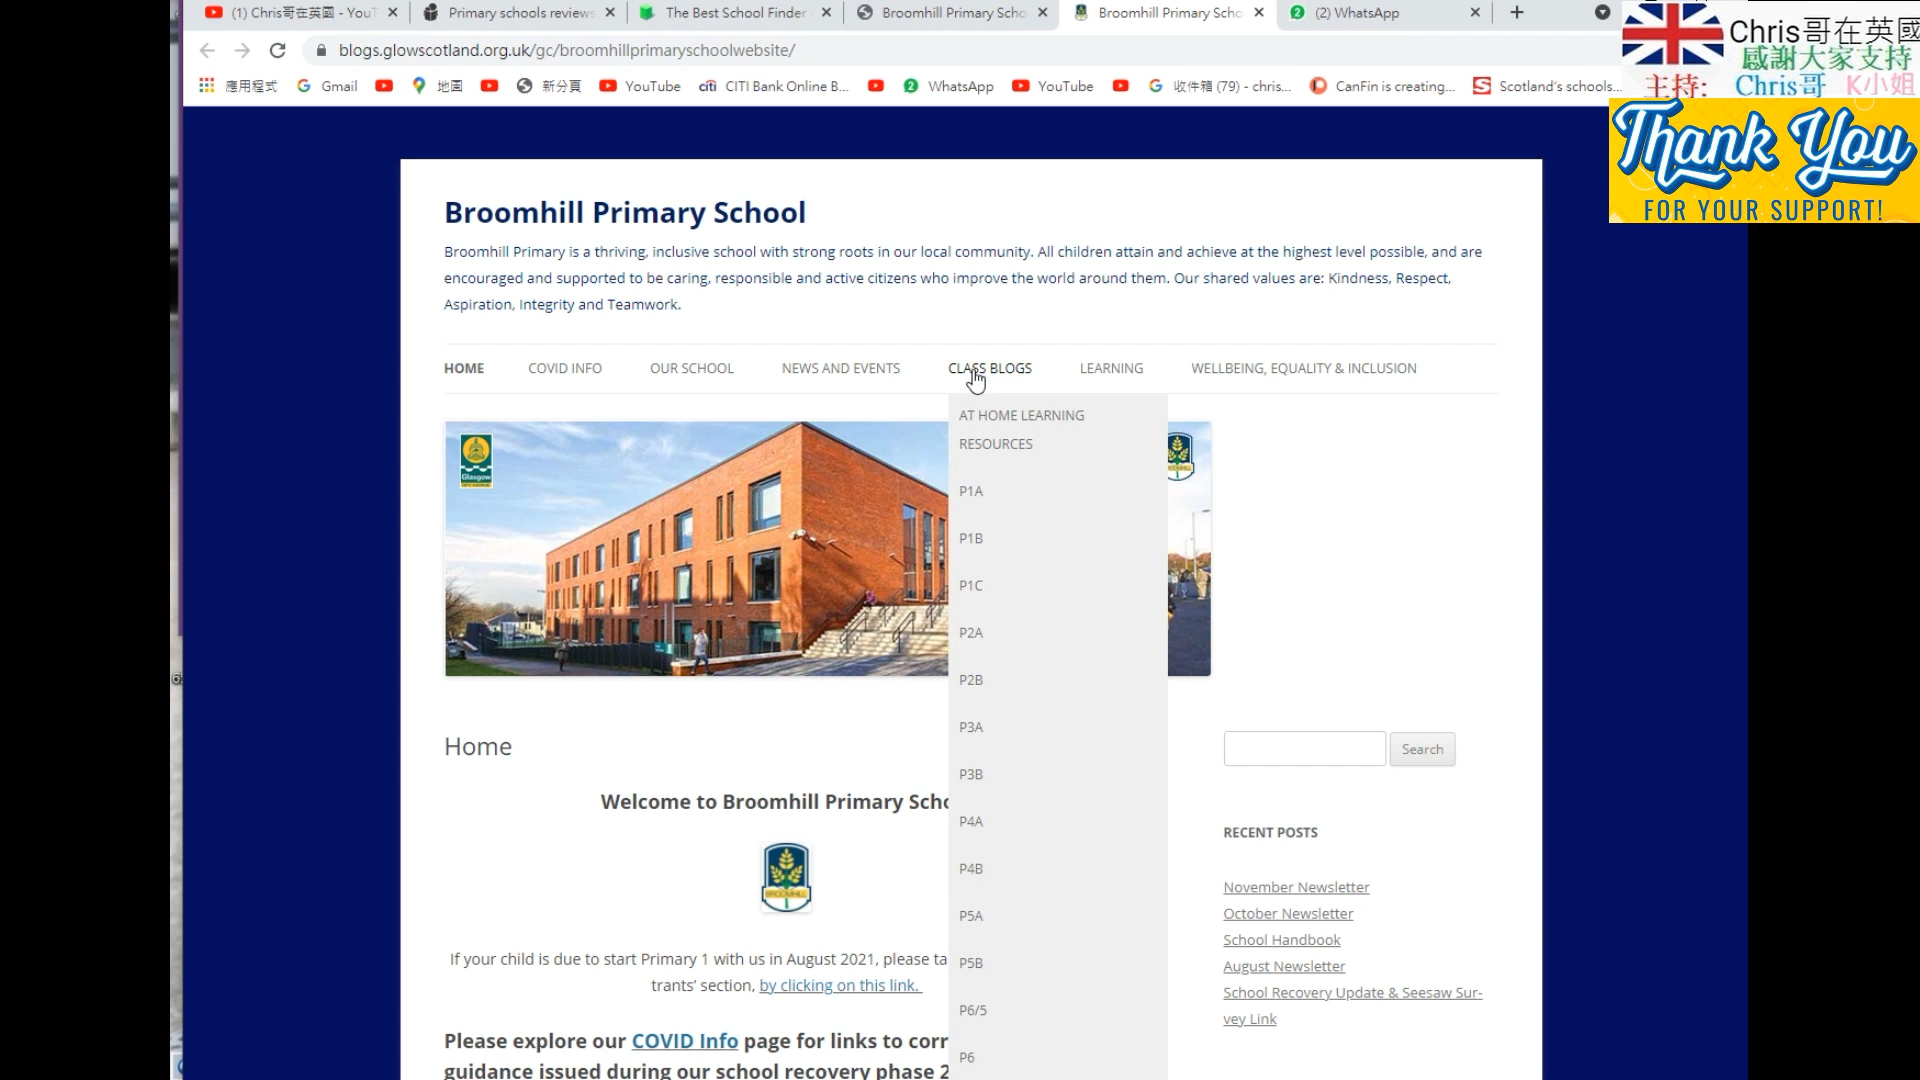 (1) Chris哥在英國 - YouT
Primary schools reviews
The Best School Finder
Broomhill Primary Scho
Broomhill Primary Scho
(2) WhatsApp
blogs.glowscotland.org.uk/gc/broomhillprimaryschoolwebsite/
應用程式 Gmail 地圖 新分頁 YouTube citi CITI Bank Online B... WhatsApp YouTube 收件箱 (79) - chris... CanFin is creating... Scotland's schools...
Chris哥在英國
感謝大家支持
主持: Chris哥 K小姐
Thank You
FOR YOUR SUPPORT!
Broomhill Primary School
Broomhill Primary is a thriving, inclusive school with strong roots in our local community. All children attain and achieve at the highest level possible, and are
encouraged and supported to be caring, responsible and active citizens who improve the world around them. Our shared values are: Kindness, Respect,
Aspiration, Integrity and Teamwork.
HOME COVID INFO OUR SCHOOL NEWS AND EVENTS CLASS BLOGS LEARNING WELLBEING, EQUALITY & INCLUSION
AT HOME LEARNING
RESOURCES
P1A
P1B
P1C
P2A
P2B
P3A
P3B
P4A
P4B
P5A
P5B
P6/5
P6
Glasgow
BROOMHILL
Home
Welcome to Broomhill Primary Scho
BROOMHILL
If your child is due to start Primary 1 with us in August 2021, please ta
trants' section, by clicking on this link.
Please explore our COVID Info page for links to corr
guidance issued during our school recovery phase 2
Search
RECENT POSTS
November Newsletter
October Newsletter
School Handbook
August Newsletter
School Recovery Update & Seesaw Sur-
vey Link